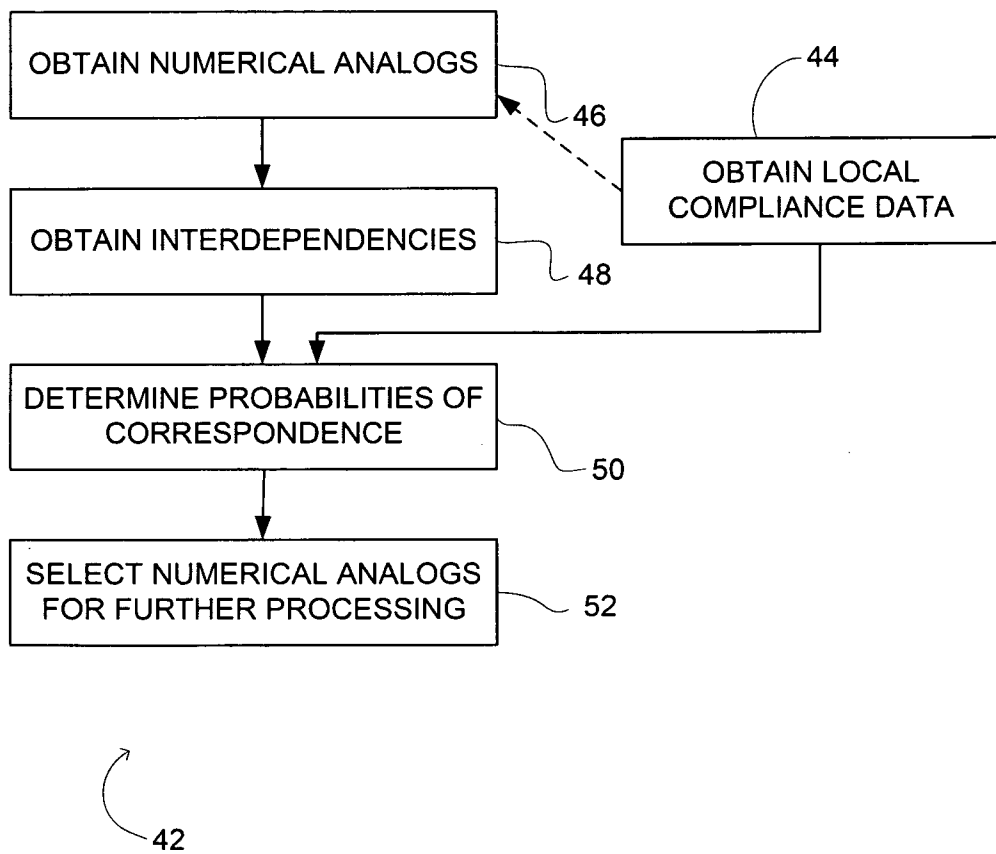 OBTAIN NUMERICAL ANALOGS
46
44
OBTAIN LOCAL
COMPLIANCE DATA
OBTAIN INTERDEPENDENCIES
48
DETERMINE PROBABILITIES OF
CORRESPONDENCE
50
SELECT NUMERICAL ANALOGS
FOR FURTHER PROCESSING
52
42